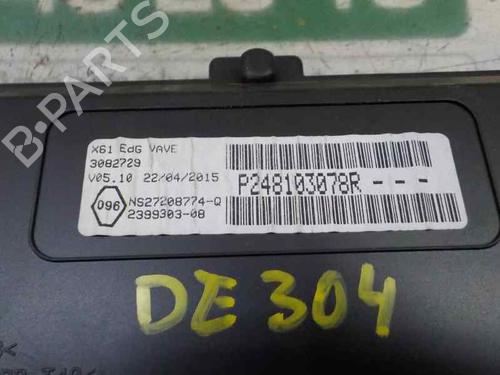 B-PARTS
X61 EdG VAVE
3082729
V05.10 22/04/2015
P248103078R---
096
NS27208774-Q
2399303-08
DE 304